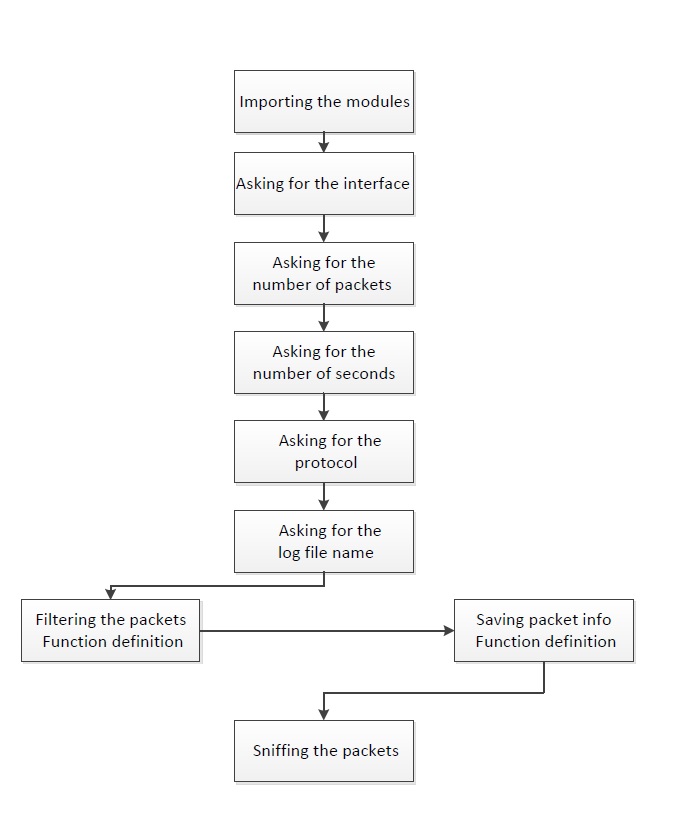 Importing the modules
Asking for the interface
Asking for the
number of packets
Asking for the
number of seconds
Asking for the
protocol
Asking for the
log file name
Filtering the packets
Function definition
Saving packet info
Function definition
Sniffing the packets